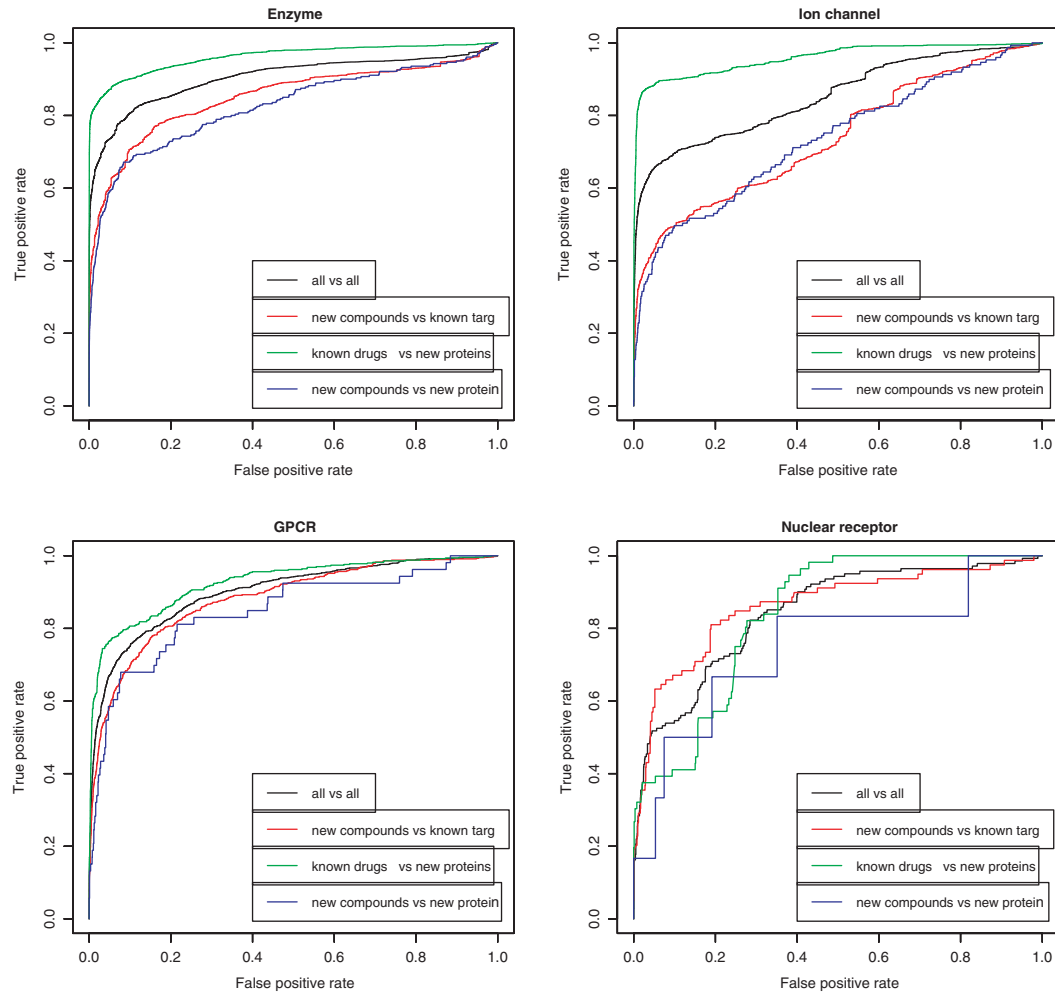 Enzyme
True positive rate
1.0
0.8
0.6
0.4
0.2
0.0
all vs all
new compounds vs known targ
known drugs vs new proteins
new compounds vs new protein
0.0 0.2 0.4 0.6 0.8 1.0
False positive rate
Ion channel
True positive rate
1.0
0.8
0.6
0.4
0.2
0.0
all vs all
new compounds vs known targ
known drugs vs new proteins
new compounds vs new protein
0.0 0.2 0.4 0.6 0.8 1.0
False positive rate
GPCR
True positive rate
1.0
0.8
0.6
0.4
0.2
0.0
all vs all
new compounds vs known targ
known drugs vs new proteins
new compounds vs new protein
0.0 0.2 0.4 0.6 0.8 1.0
False positive rate
Nuclear receptor
True positive rate
1.0
0.8
0.6
0.4
0.2
0.0
all vs all
new compounds vs known targ
known drugs vs new proteins
new compounds vs new protein
0.0 0.2 0.4 0.6 0.8 1.0
False positive rate